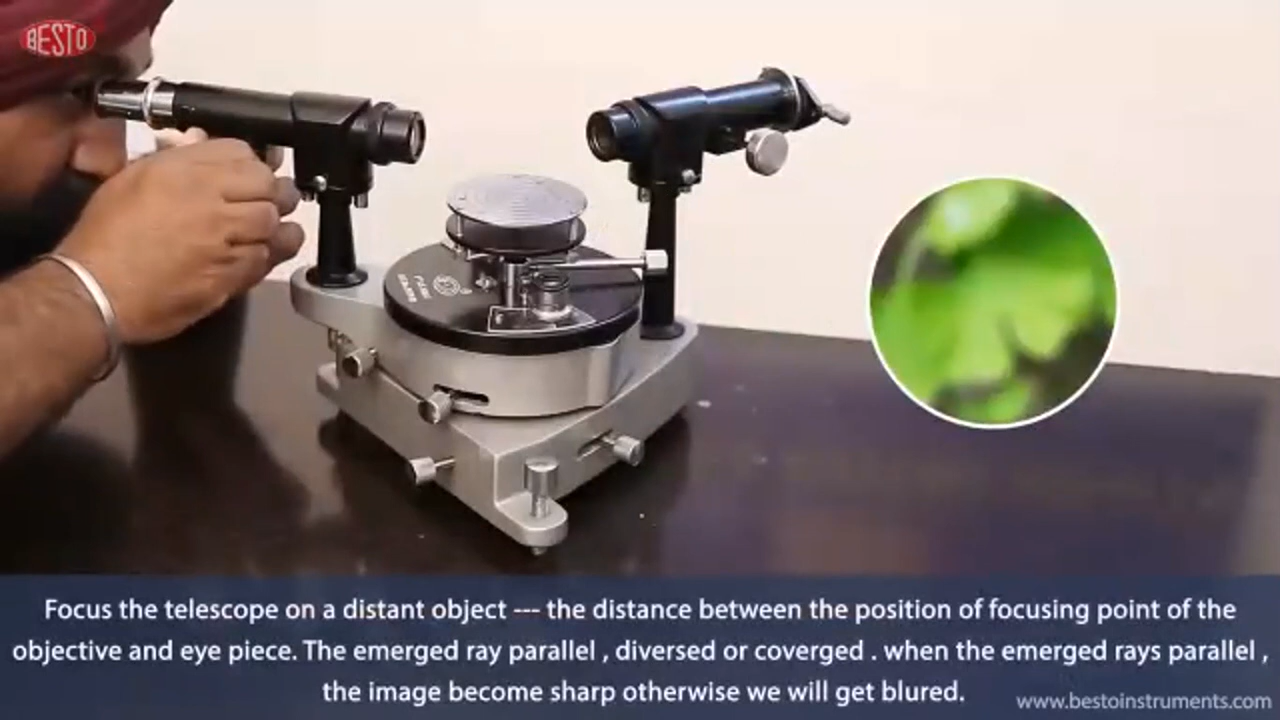 BESTO
Focus the telescope on a distant object --- the distance between the position of focusing point of the
objective and eye piece. The emerged ray parallel , diversed or coverged . when the emerged rays parallel ,
the image become sharp otherwise we will get blured.
www.bestoinstruments.com